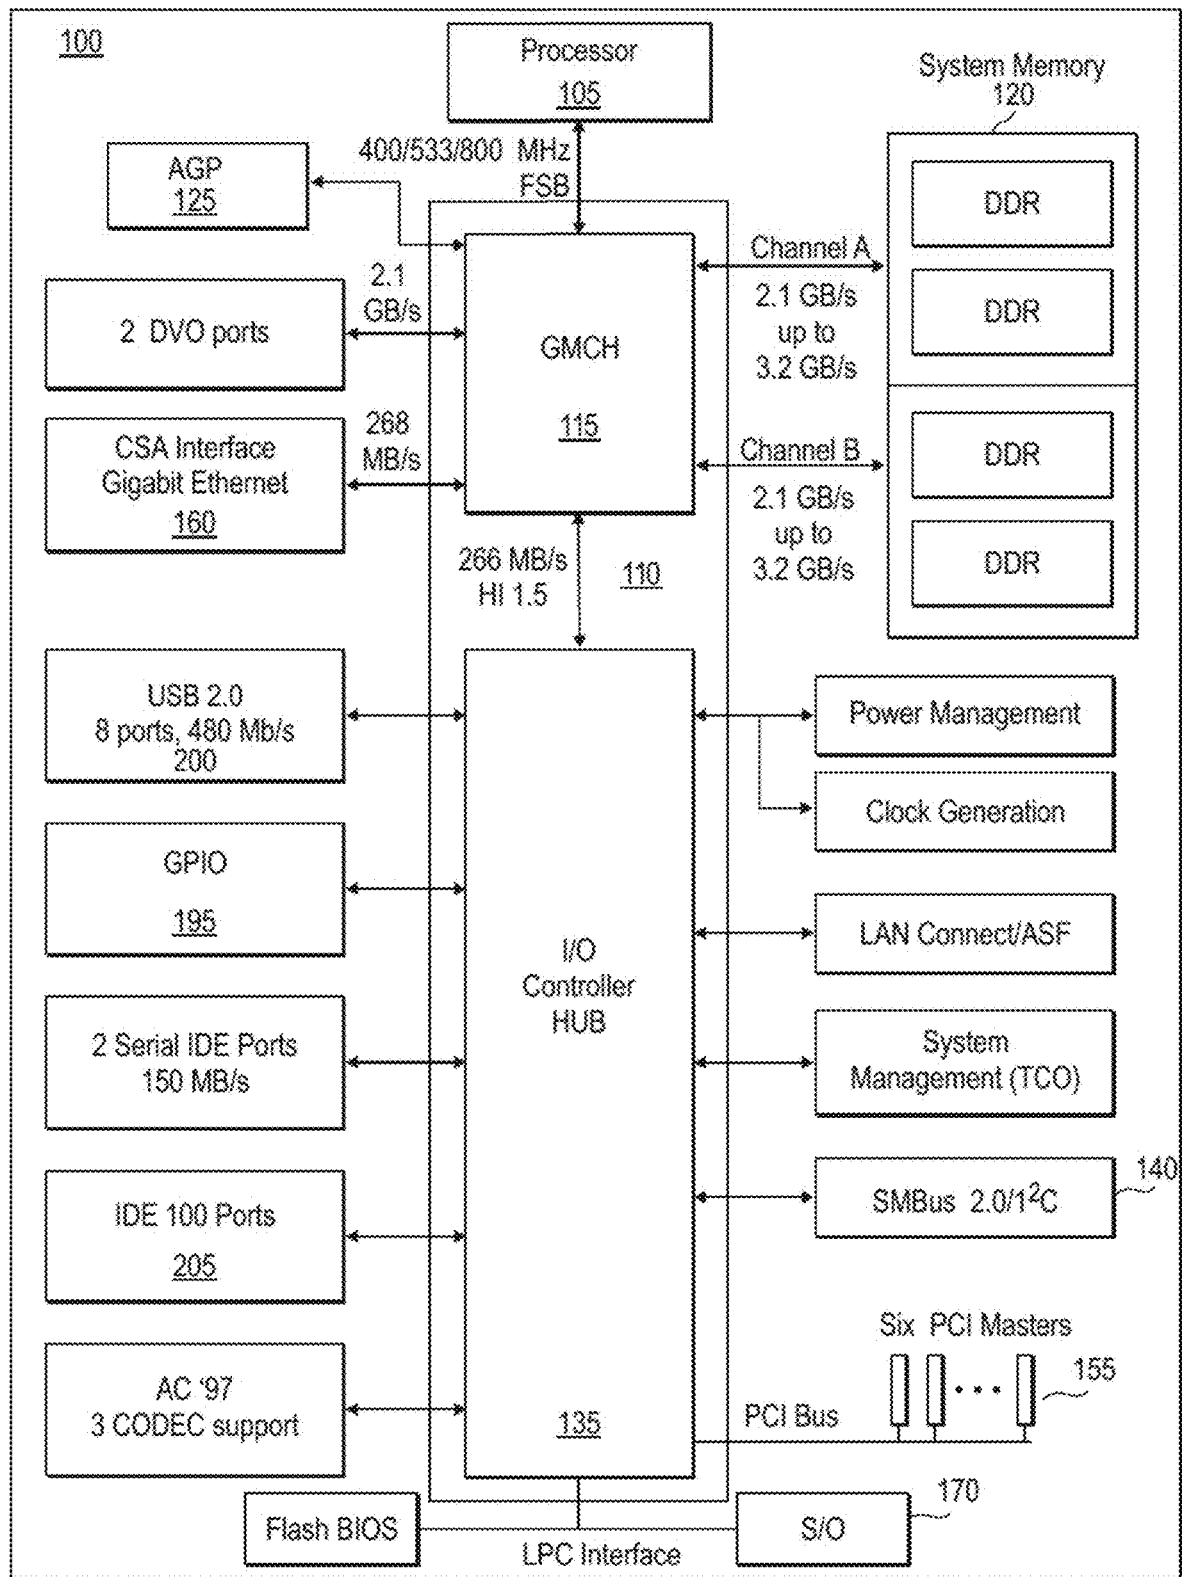 100
Processor
105
System Memory
120
400/533/800 MHz
FSB
AGP
125
DDR
DDR
DDR
DDR
Channel A
2.1 GB/s
up to
3.2 GB/s
Channel B
2.1 GB/s
up to
3.2 GB/s
2.1
GB/s
2 DVO ports
GMCH
115
CSA Interface
Gigabit Ethernet
160
268
MB/s
266 MB/s
HI 1.5
110
USB 2.0
8 ports, 480 Mb/s
200
Power Management
Clock Generation
GPIO
195
LAN Connect/ASF
I/O
Controller
HUB
135
2 Serial IDE Ports
150 MB/s
System
Management (TCO)
IDE 100 Ports
205
SMBus 2.0/1²C
140
Six PCI Masters
155
PCI Bus
AC ‘97
3 CODEC support
Flash BIOS
LPC Interface
S/O
170